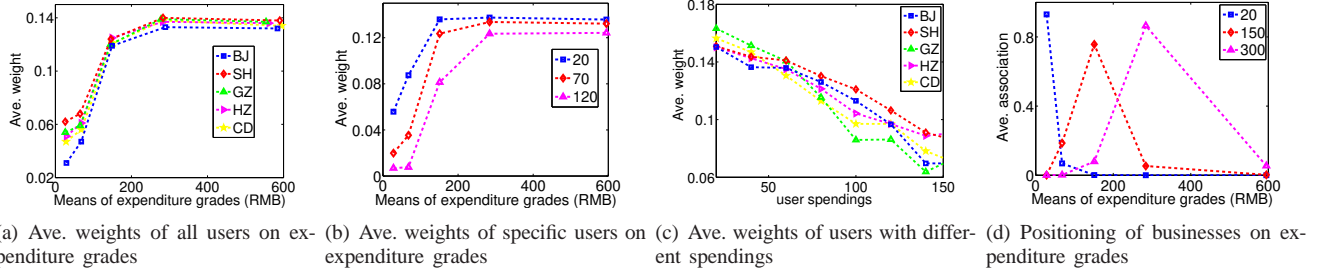 0.14
0.1
0.06
0.02
0 200 400 600
Ave. weight
Means of expenditure grades (RMB)
BJ
SH
GZ
HZ
CD
0.12
0.08
0.04
0
0 200 400 600
Ave. weight
Means of expenditure grades (RMB)
20
70
120
0.18
0.14
0.1
0.06
50 100 150
Ave. weight
user spendings
BJ
SH
GZ
HZ
CD
0.8
0.4
0
0 200 400 600
Ave. association
Means of expenditure grades (RMB)
20
150
300
(a) Ave. weights of all users on ex-
penditure grades
(b) Ave. weights of specific users on
expenditure grades
(c) Ave. weights of users with differ-
ent spendings
(d) Positioning of businesses on ex-
penditure grades